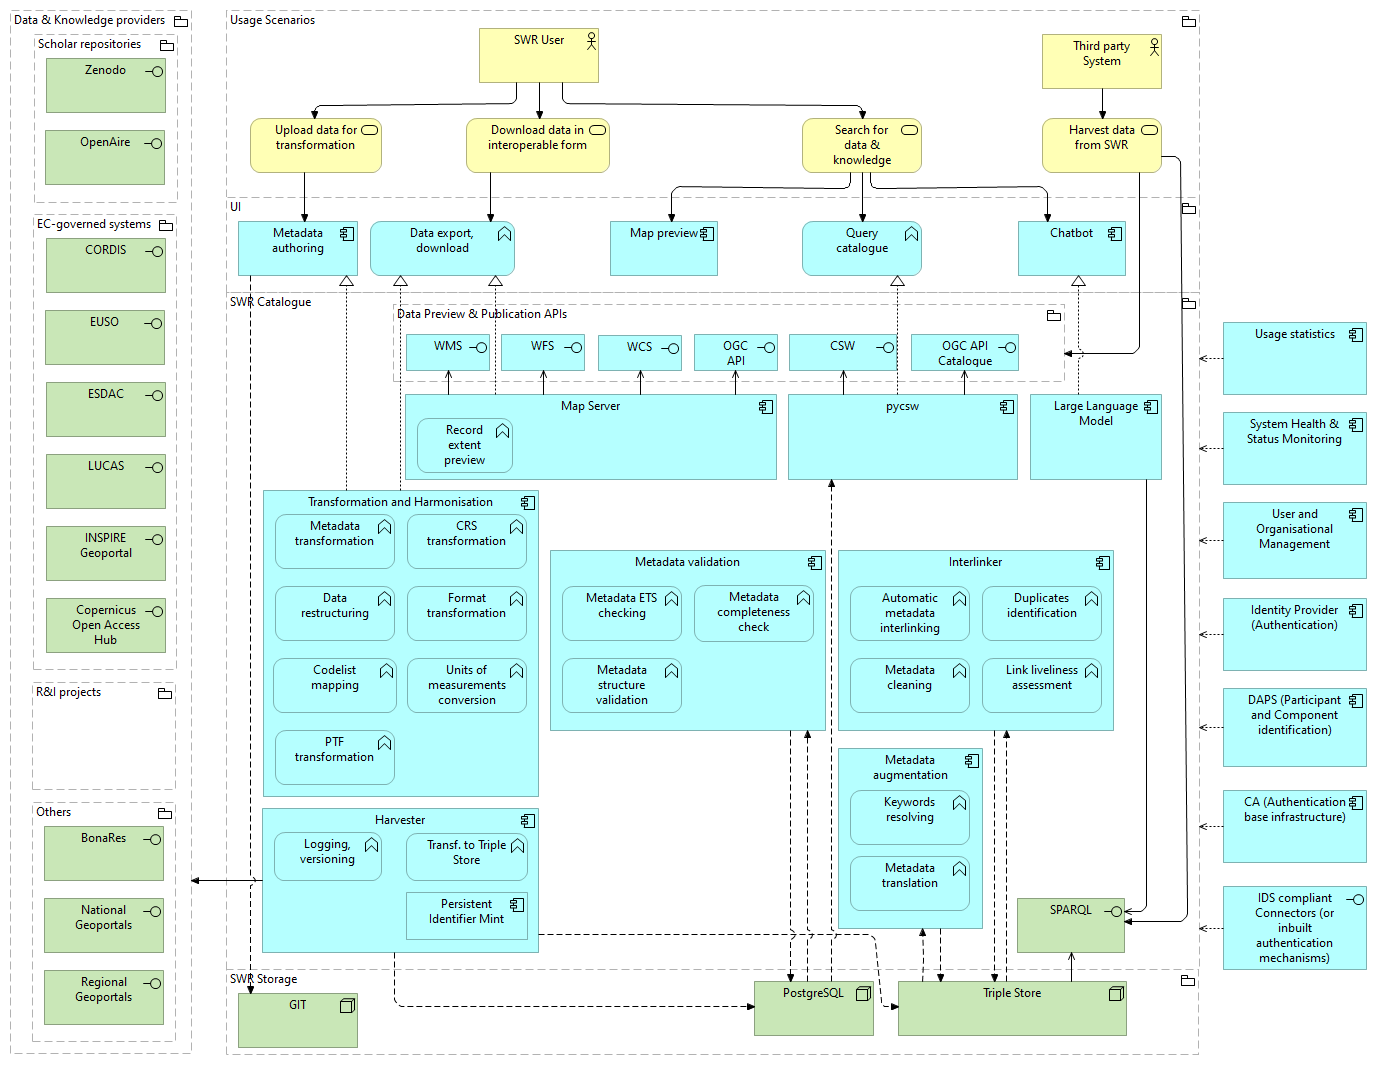 Data & Knowledge providers
Scholar repositories
Zenodo
OpenAire
EC-governed systems
CORDIS
EUSO
ESDAC
LUCAS
INSPIRE
Geoportal
Copernicus
Open Access
Hub
R&I projects
Others
BonaRes
National
Geoportals
Regional
Geoportals
Usage Scenarios
SWR User
Third party
System
Upload data for
transformation
Download data in
interoperable form
Search for
data &
knowledge
Harvest data
from SWR
UI
Metadata
authoring
Data export,
download
Map preview
Query
catalogue
Chatbot
SWR Catalogue
Data Preview & Publication APIs
WMS
WFS
WCS
OGC
API
CSW
OGC API
Catalogue
Map Server
Record
extent
preview
pycsw
Large Language
Model
Transformation and Harmonisation
Metadata
transformation
CRS
transformation
Data
restructuring
Format
transformation
Codelist
mapping
Units of
measurements
conversion
PTF
transformation
Metadata validation
Metadata ETS
checking
Metadata
completeness
check
Metadata
structure
validation
Interlinker
Automatic
metadata
interlinking
Duplicates
identification
Metadata
cleaning
Link liveliness
assessment
Metadata
augmentation
Keywords
resolving
Metadata
translation
Harvester
Logging,
versioning
Transf. to Triple
Store
Persistent
Identifier Mint
SPARQL
SWR Storage
GIT
PostgreSQL
Triple Store
Usage statistics
System Health &
Status Monitoring
User and
Organisational
Management
Identity Provider
(Authentication)
DAPS (Participant
and Component
identification)
CA (Authentication
base infrastructure)
IDS compliant
Connectors (or
inbuilt
authentication
mechanisms)